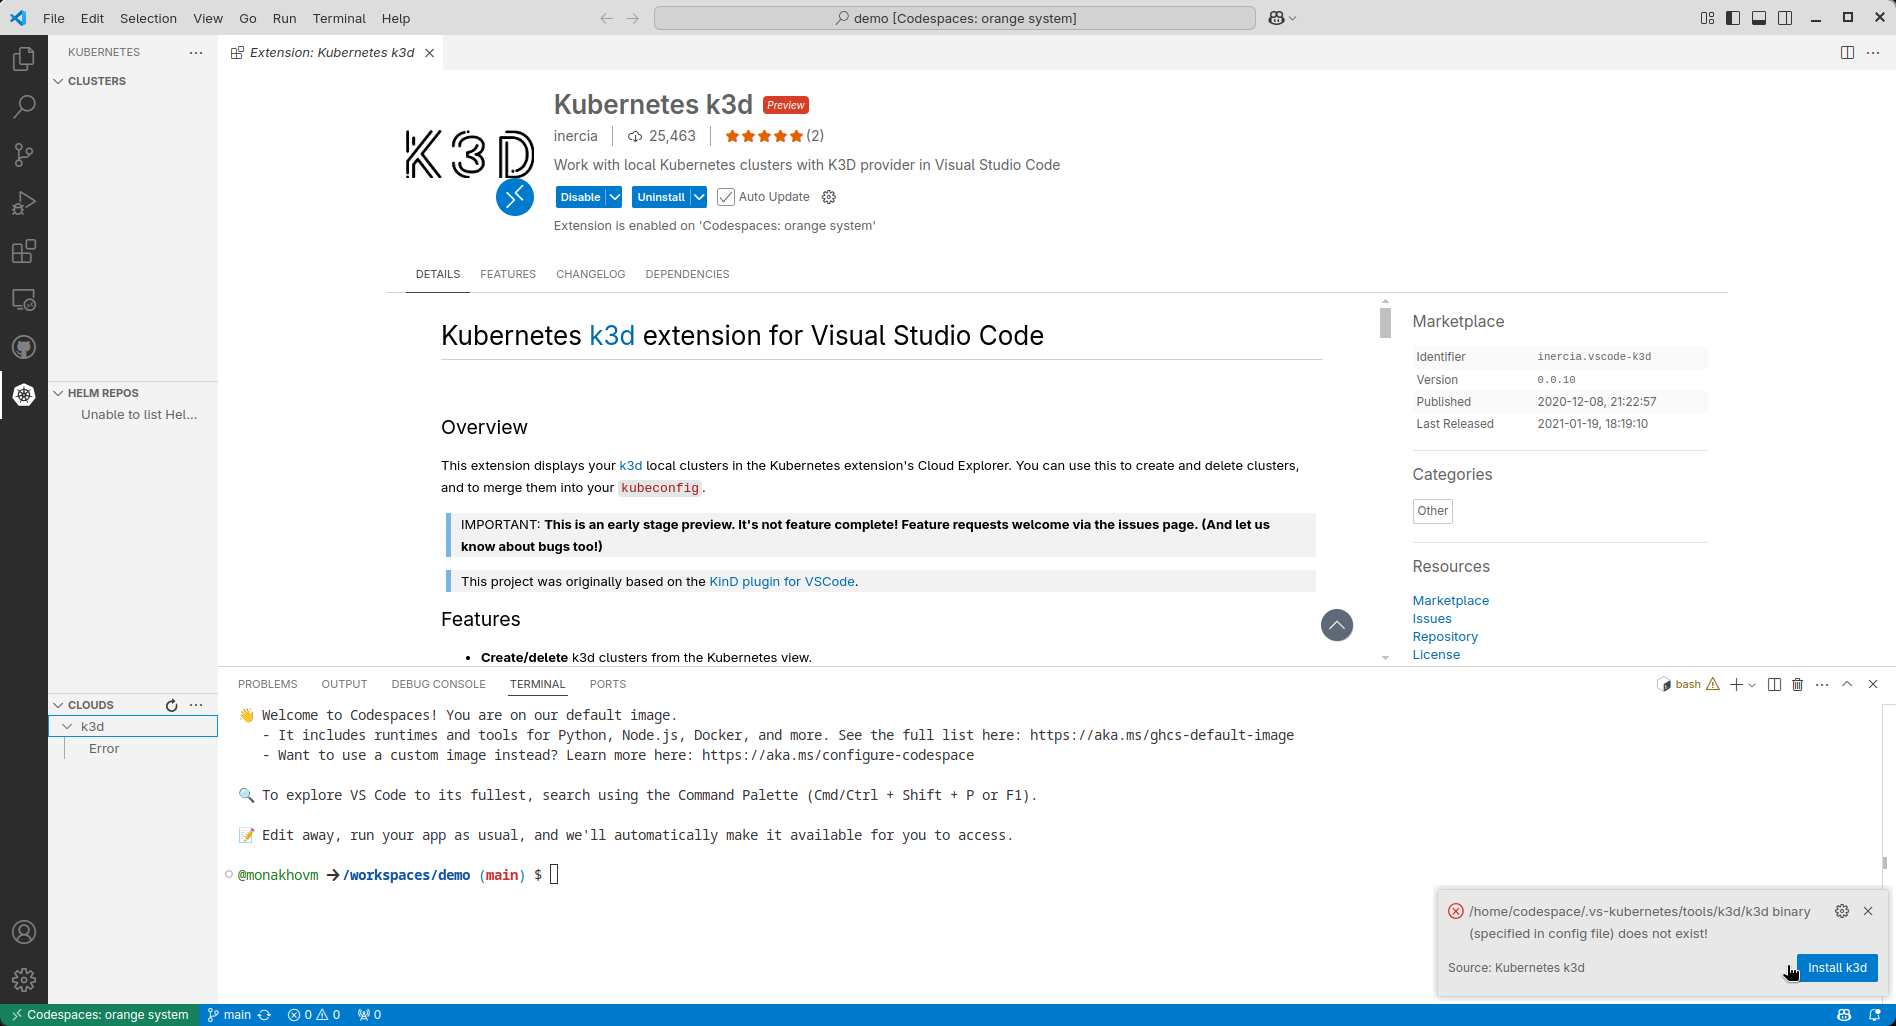 File Edit Selection View Go Run Terminal Help
demo [Codespaces: orange system]
KUBERNETES
CLUSTERS
HELM REPOS
Unable to list Hel...
CLOUDS
k3d
Error
Extension: Kubernetes k3d
K3D
Kubernetes k3d Preview
inercia 25,463 (2)
Work with local Kubernetes clusters with K3D provider in Visual Studio Code
Disable Uninstall Auto Update
Extension is enabled on 'Codespaces: orange system'
DETAILS FEATURES CHANGELOG DEPENDENCIES
Kubernetes k3d extension for Visual Studio Code
Overview
This extension displays your k3d local clusters in the Kubernetes extension's Cloud Explorer. You can use this to create and delete clusters,
and to merge them into your kubeconfig.
IMPORTANT: This is an early stage preview. It's not feature complete! Feature requests welcome via the issues page. (And let us
know about bugs too!)
This project was originally based on the KinD plugin for VSCode.
Features
• Create/delete k3d clusters from the Kubernetes view.
Marketplace
Identifier inercia.vscode-k3d
Version 0.0.10
Published 2020-12-08, 21:22:57
Last Released 2021-01-19, 18:19:10
Categories
Other
Resources
Marketplace
Issues
Repository
License
PROBLEMS OUTPUT DEBUG CONSOLE TERMINAL PORTS
bash
👋 Welcome to Codespaces! You are on our default image.
- It includes runtimes and tools for Python, Node.js, Docker, and more. See the full list here: https://aka.ms/ghcs-default-image
- Want to use a custom image instead? Learn more here: https://aka.ms/configure-codespace
🔍 To explore VS Code to its fullest, search using the Command Palette (Cmd/Ctrl + Shift + P or F1).
📝 Edit away, run your app as usual, and we'll automatically make it available for you to access.
@monakhovm → /workspaces/demo (main) $
/home/codespace/.vs-kubernetes/tools/k3d/k3d binary
(specified in config file) does not exist!
Source: Kubernetes k3d
Install k3d
Codespaces: orange system main 0 0 0